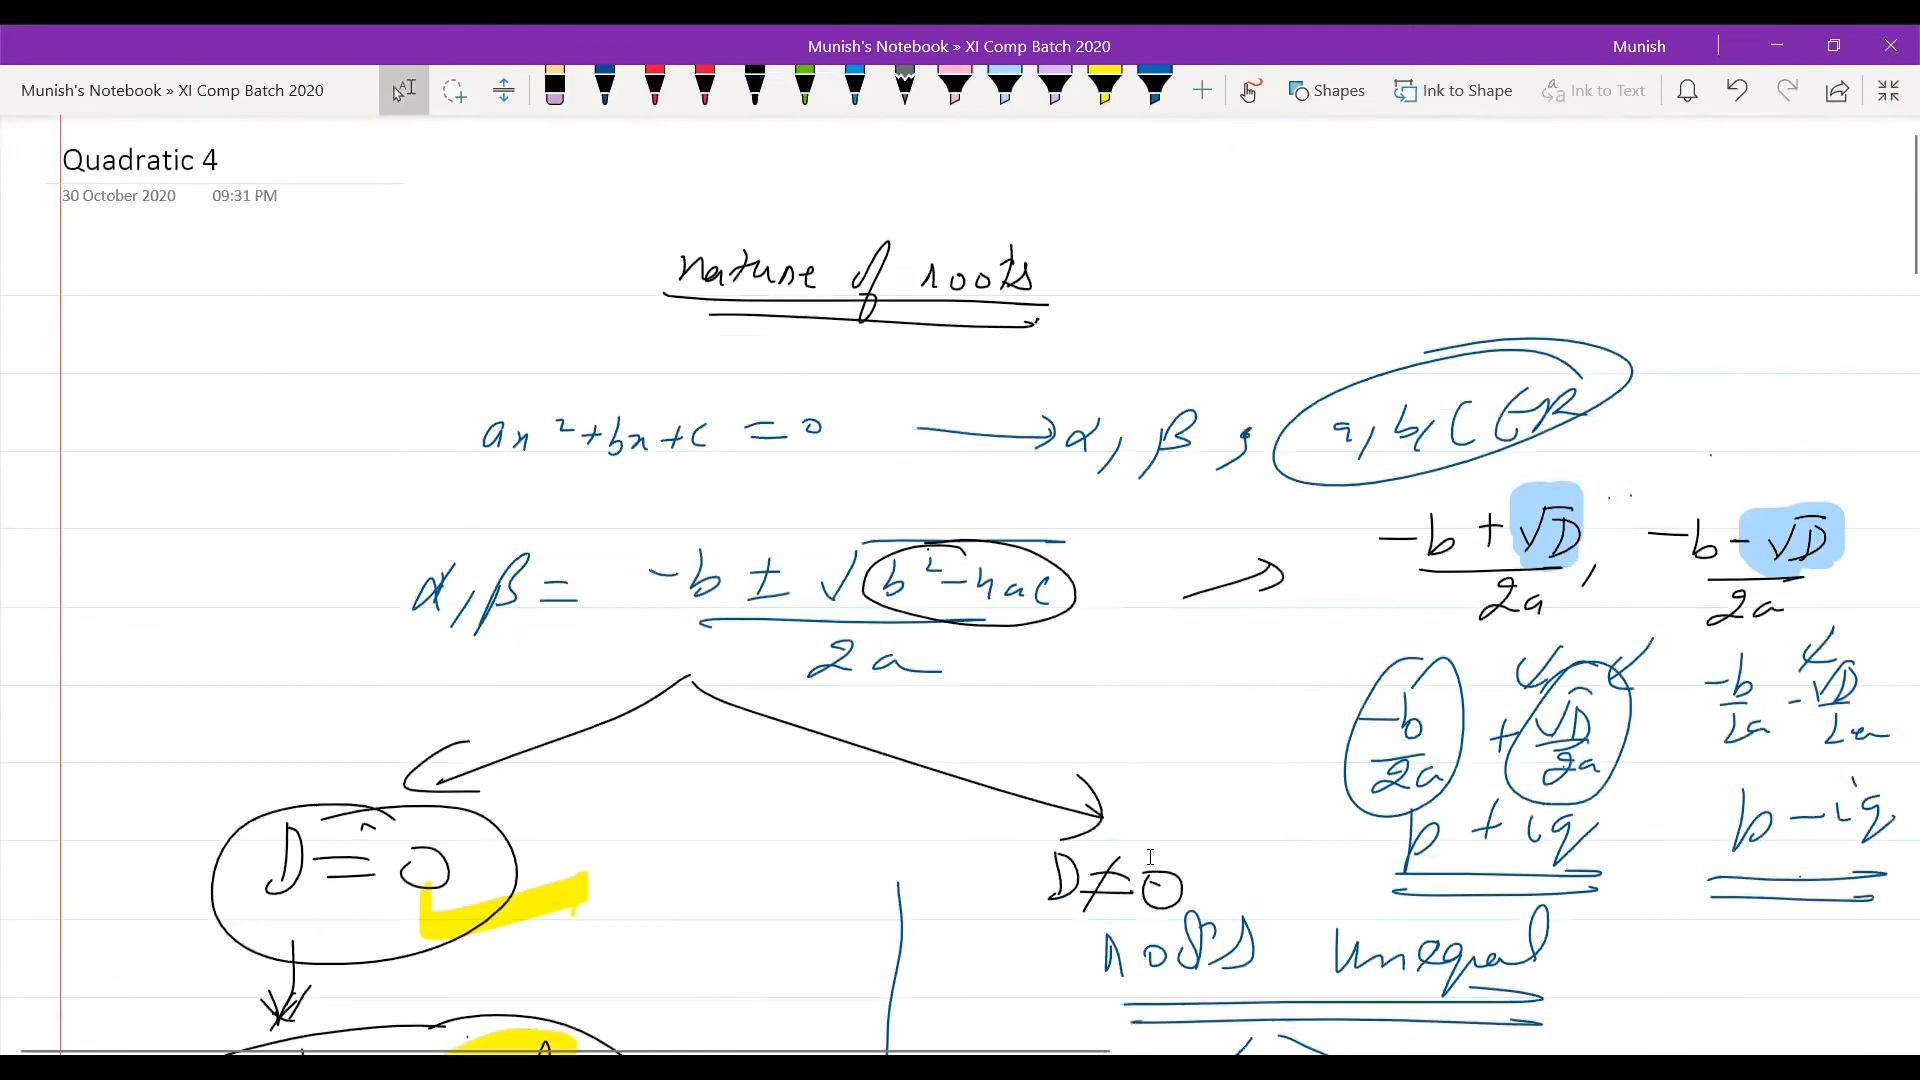 Munish's Notebook » XI Comp Batch 2020
Munish
Munish's Notebook » XI Comp Batch 2020
Shapes
Ink to Shape
Ink to Text
Quadratic 4
30 October 2020 09:31 PM
nature of roots
ax²+bx+c = 0 → α, β ; a, b, c ∈ R
α, β = (-b ± √(b²-4ac))/2a → (-b + √D)/2a , (-b - √D)/2a
-b/2a + √D/2a
-b/2a - √D/2a
p + iq
p - iq
D = 0
D ≠ 0
roots unequal